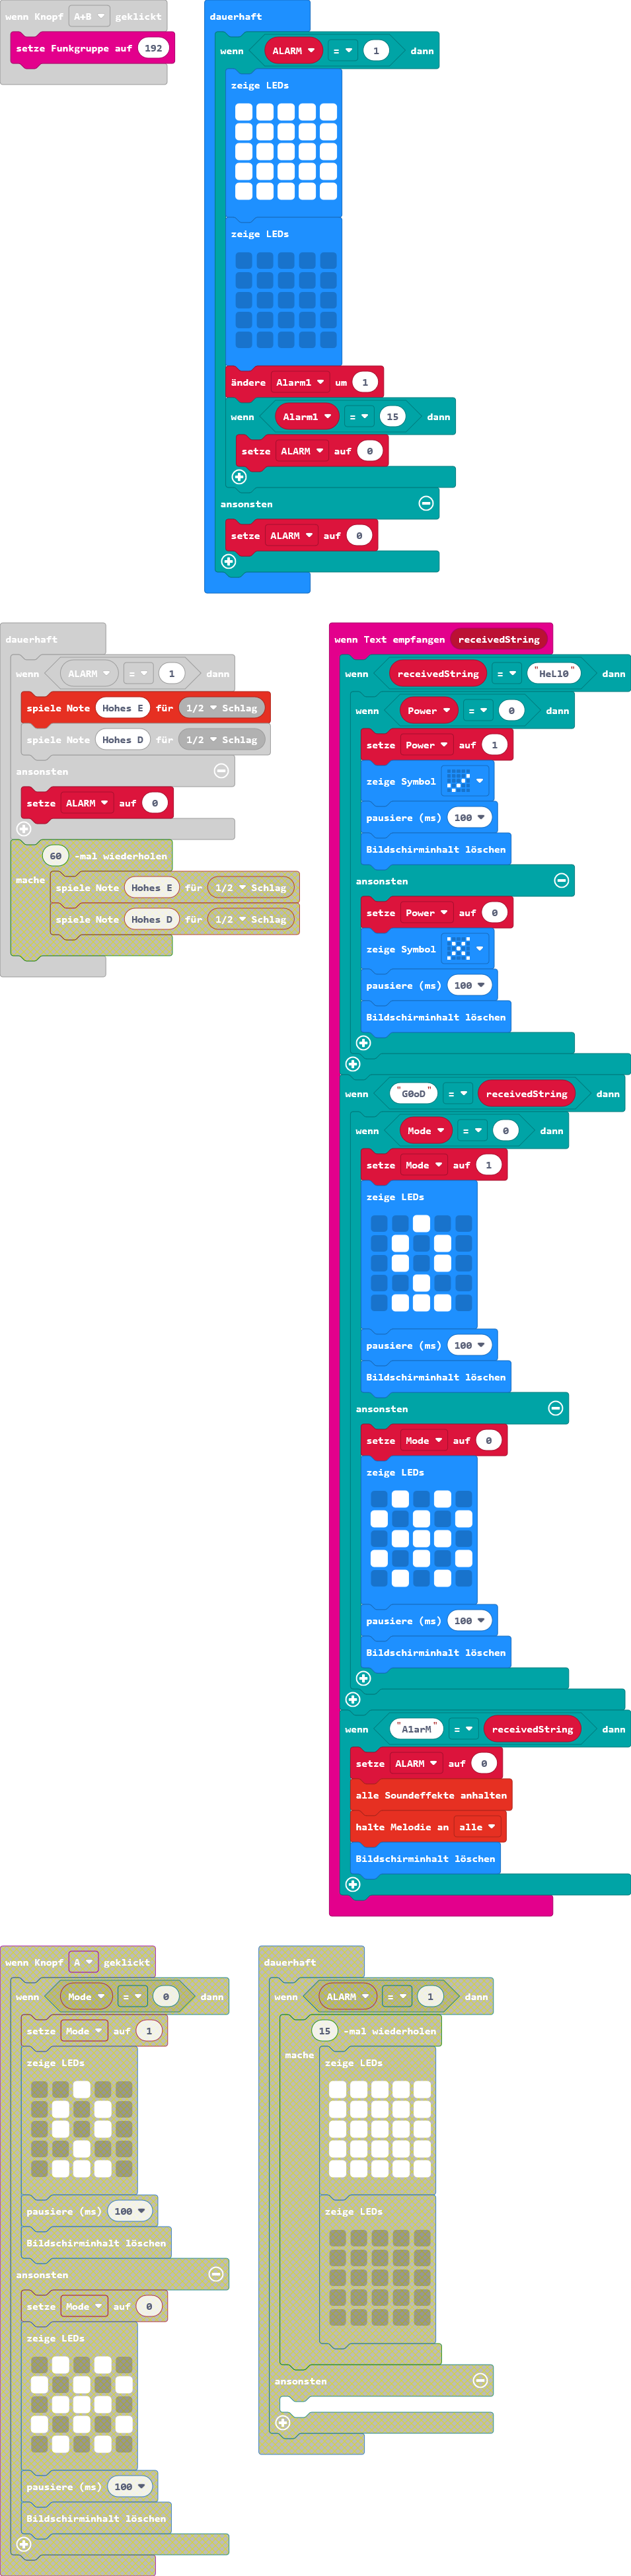 wenn Knopf A+B geklickt
setze Funkgruppe auf 192
dauerhaft
wenn ALARM = 1 dann
zeige LEDs
zeige LEDs
ändere Alarm1 um 1
wenn Alarm1 = 15 dann
setze ALARM auf 0
ansonsten
setze ALARM auf 0
dauerhaft
wenn ALARM = 1 dann
spiele Note Hohes E für 1/2 Schlag
spiele Note Hohes D für 1/2 Schlag
ansonsten
setze ALARM auf 0
60 -mal wiederholen
mache spiele Note Hohes E für 1/2 Schlag
spiele Note Hohes D für 1/2 Schlag
wenn Text empfangen receivedString
wenn receivedString = "HeLl0" dann
wenn Power = 0 dann
setze Power auf 1
zeige Symbol
pausiere (ms) 100
Bildschirminhalt löschen
ansonsten
setze Power auf 0
zeige Symbol
pausiere (ms) 100
Bildschirminhalt löschen
wenn "G0oD" = receivedString dann
wenn Mode = 0 dann
setze Mode auf 1
zeige LEDs
pausiere (ms) 100
Bildschirminhalt löschen
ansonsten
setze Mode auf 0
zeige LEDs
pausiere (ms) 100
Bildschirminhalt löschen
wenn "A1arM" = receivedString dann
setze ALARM auf 0
alle Soundeffekte anhalten
halte Melodie an alle
Bildschirminhalt löschen
wenn Knopf A geklickt
wenn Mode = 0 dann
setze Mode auf 1
zeige LEDs
pausiere (ms) 100
Bildschirminhalt löschen
ansonsten
setze Mode auf 0
zeige LEDs
pausiere (ms) 100
Bildschirminhalt löschen
dauerhaft
wenn ALARM = 1 dann
15 -mal wiederholen
mache zeige LEDs
zeige LEDs
ansonsten